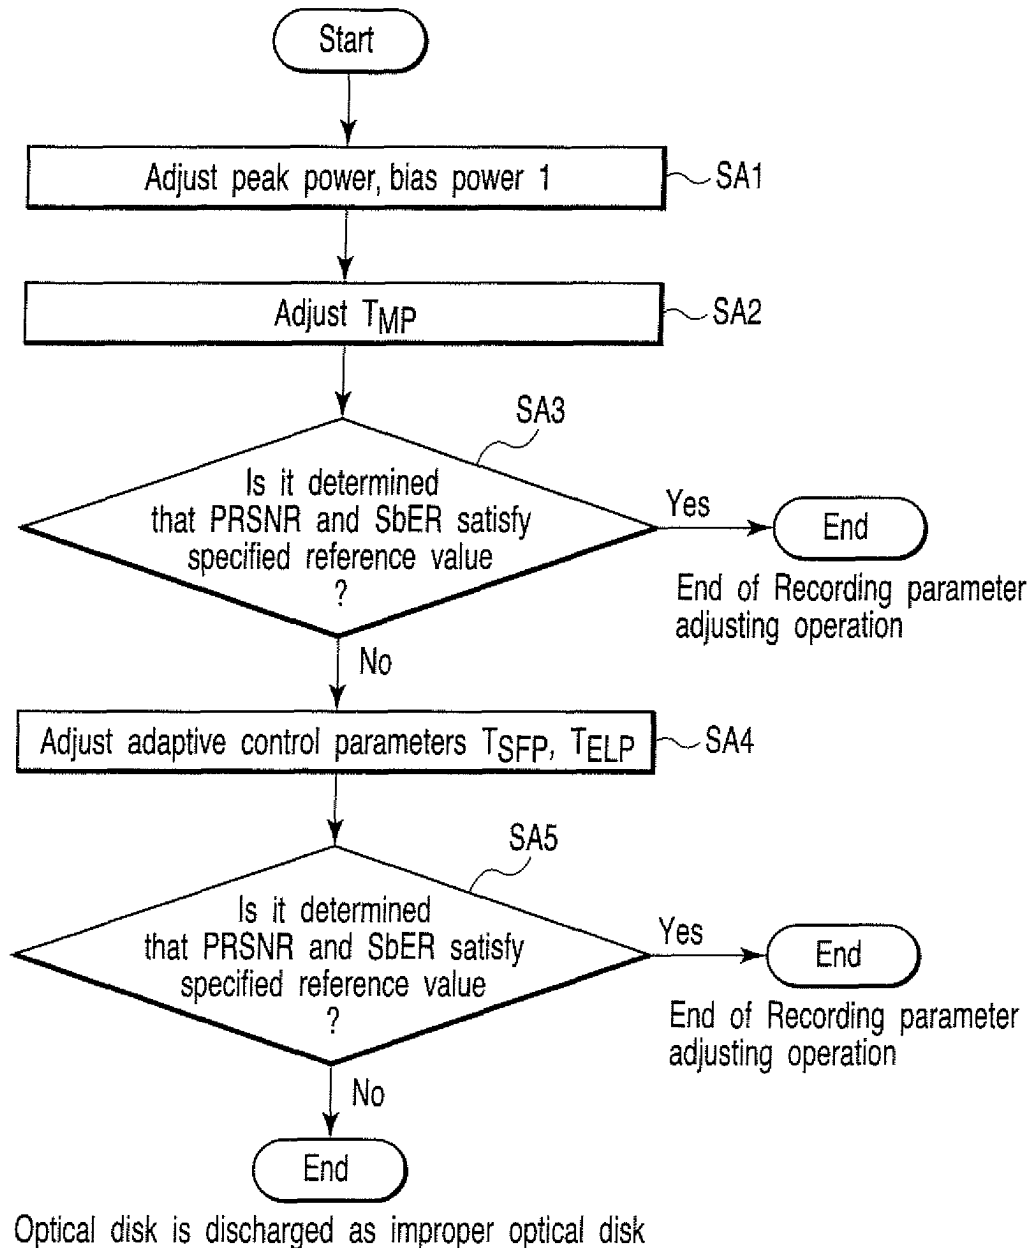 Start
Adjust peak power, bias power 1
SA1
Adjust TMP
SA2
SA3
Is it determined
that PRSNR and SbER satisfy
specified reference value
?
Yes
End
End of Recording parameter
adjusting operation
No
Adjust adaptive control parameters TSFP, TELP
SA4
SA5
Is it determined
that PRSNR and SbER satisfy
specified reference value
?
Yes
End
End of Recording parameter
adjusting operation
No
End
Optical disk is discharged as improper optical disk